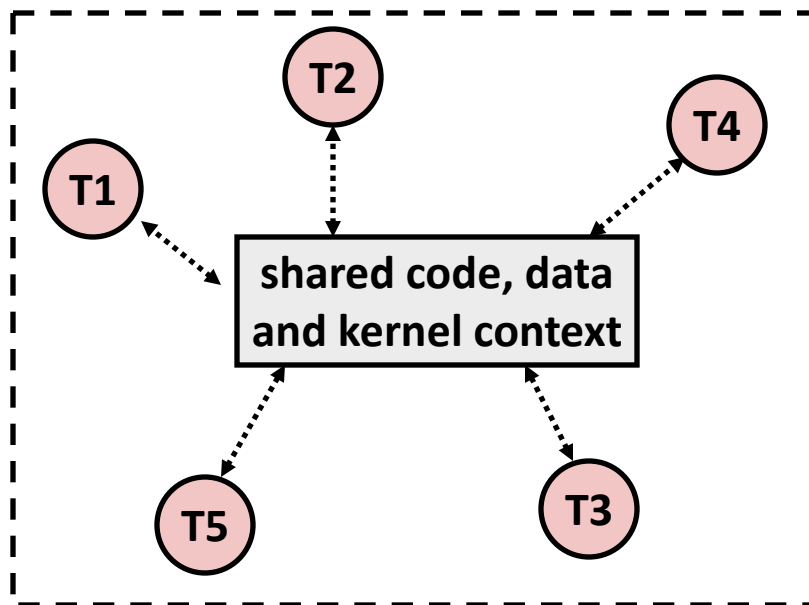 T2
T4
T1
shared code, data
and kernel context
T5
T3